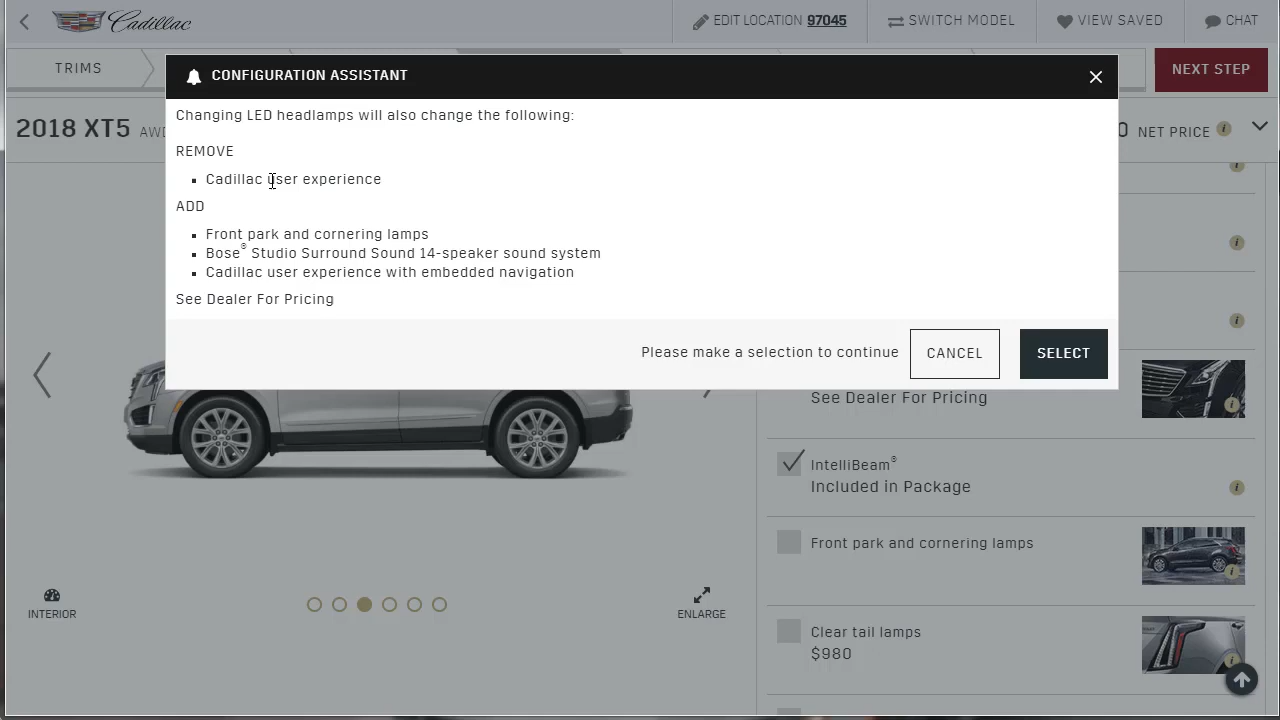 Cadillac
EDIT LOCATION 97045
SWITCH MODEL
VIEW SAVED
CHAT
TRIMS
NEXT STEP
CONFIGURATION ASSISTANT
2018 XT5 AWD
0 NET PRICE
Changing LED headlamps will also change the following:
REMOVE
Cadillac user experience
ADD
Front park and cornering lamps
Bose® Studio Surround Sound 14-speaker sound system
Cadillac user experience with embedded navigation
See Dealer For Pricing
Please make a selection to continue
CANCEL
SELECT
See Dealer For Pricing
IntelliBeam®
Included in Package
Front park and cornering lamps
Clear tail lamps
$980
INTERIOR
ENLARGE